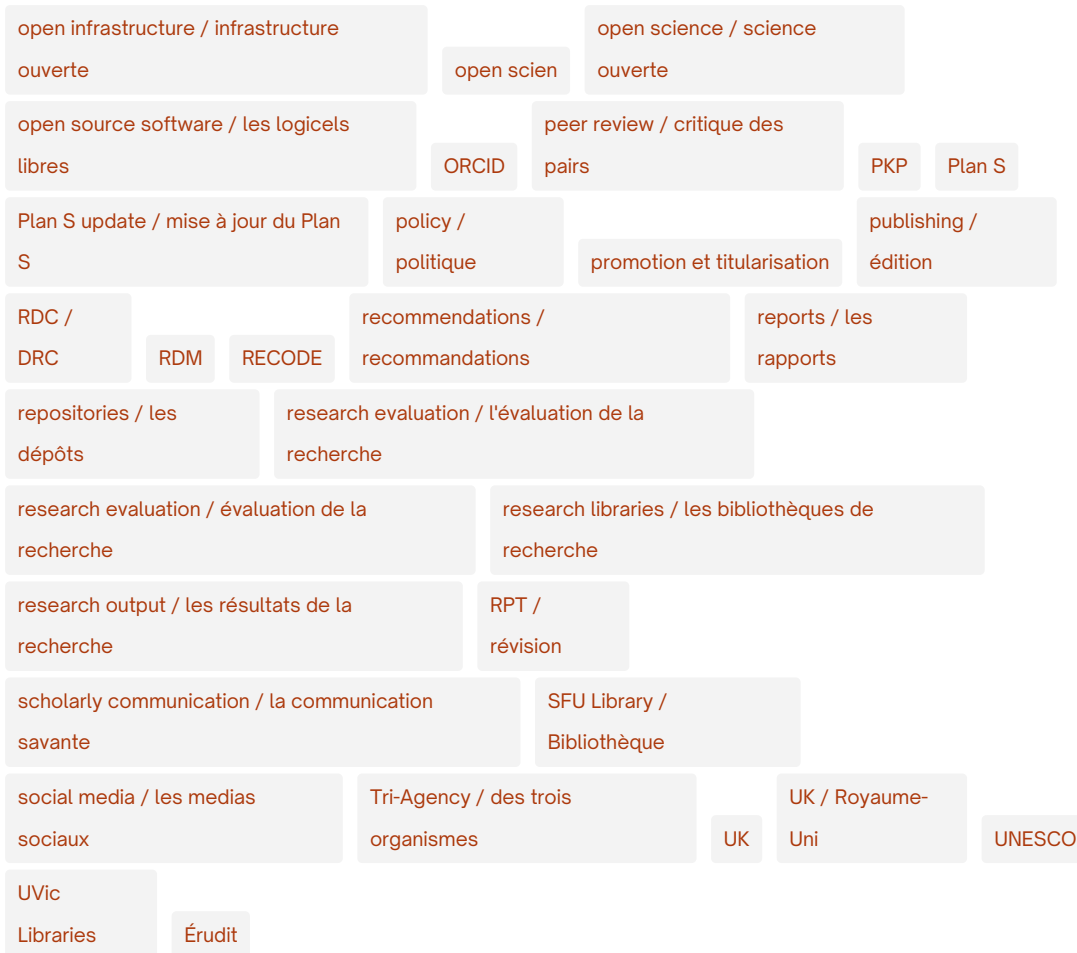 open infrastructure / infrastructure
ouverte
open scien
open science / science
ouverte
open source software / les logicels
libres
ORCID
peer review / critique des
pairs
PKP
Plan S
Plan S update / mise à jour du Plan
S
policy /
politique
promotion et titularisation
publishing /
édition
RDC /
DRC
RDM
RECODE
recommendations /
recommandations
reports / les
rapports
repositories / les
dépôts
research evaluation / l'évaluation de la
recherche
research evaluation / évaluation de la
recherche
research libraries / les bibliothèques de
recherche
research output / les résultats de la
recherche
RPT /
révision
scholarly communication / la communication
savante
SFU Library /
Bibliothèque
social media / les medias
sociaux
Tri-Agency / des trois
organismes
UK
UK / Royaume-
Uni
UNESCO
UVic
Libraries
Érudit